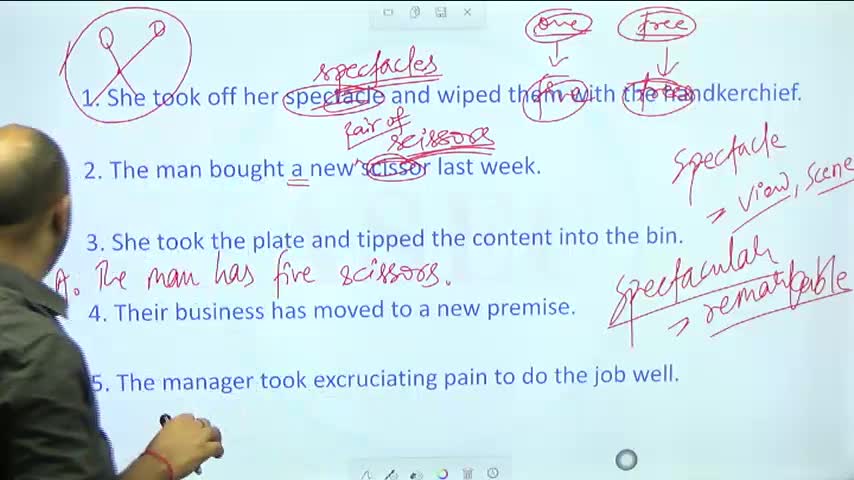 one free
spectacles
1. She took off her spectacle and wiped them with the handkerchief.
five
pair of
scissors
2. The man bought a new scissor last week.
Spectacle
⇒ view, scene
3. She took the plate and tipped the content into the bin.
A. The man has five scissors.
Spectacular
⇒ remarkable
4. Their business has moved to a new premise.
5. The manager took excruciating pain to do the job well.